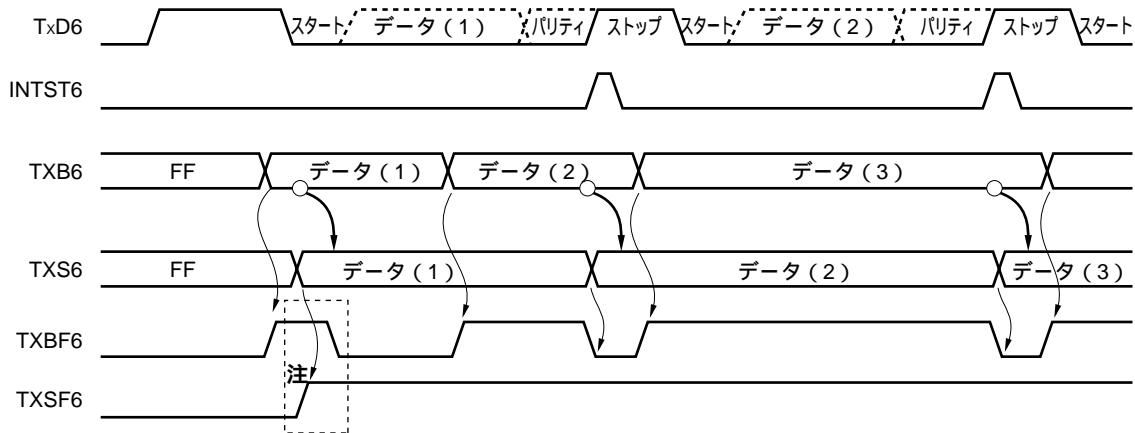 TxD6 スタート データ（1） パリティ ストップ スタート データ（2） パリティ ストップ スタート
INTST6
TXB6 FF データ（1） データ（2） データ（3）
TXS6 FF データ（1） データ（2） データ（3）
TXBF6
注
TXSF6